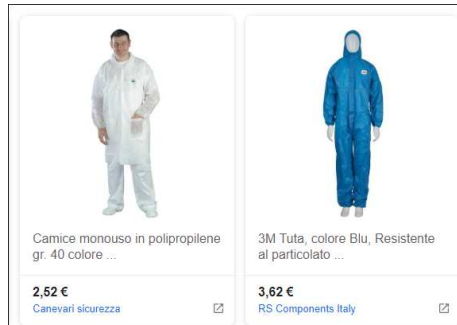 Camice monouso in polipropilene
gr. 40 colore ...
2,52 €
Canevari sicurezza
3M Tuta, colore Blu, Resistente
al particolato ...
3,62 €
RS Components Italy